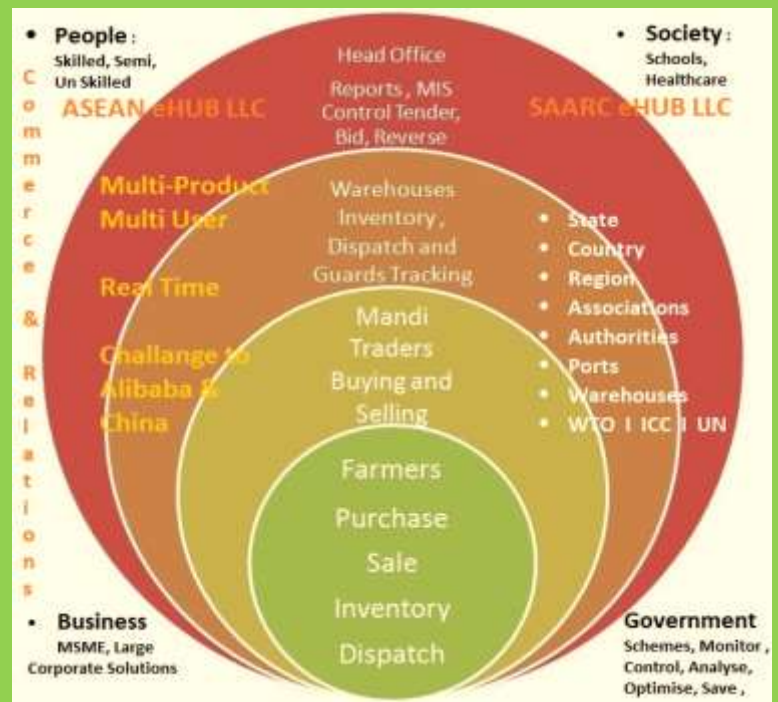 • People :
Skilled, Semi,
Un Skilled
ASEAN eHUB LLC
Commerce & Relations
Head Office
Reports , MIS
Control Tender,
Bid, Reverse
• Society :
Schools,
Healthcare
SAARC eHUB LLC
Multi-Product
Multi User
Real Time
Challange to
Alibaba &
China
Warehouses
Inventory ,
Dispatch and
Guards Tracking
• State
• Country
• Region
• Associations
• Authorities
• Ports
• Warehouses
• WTO I ICC I UN
Mandi
Traders
Buying and
Selling
Farmers
Purchase
Sale
Inventory
Dispatch
• Business
MSME, Large
Corporate Solutions
Government
Schemes, Monitor ,
Control, Analyse,
Optimise, Save ,